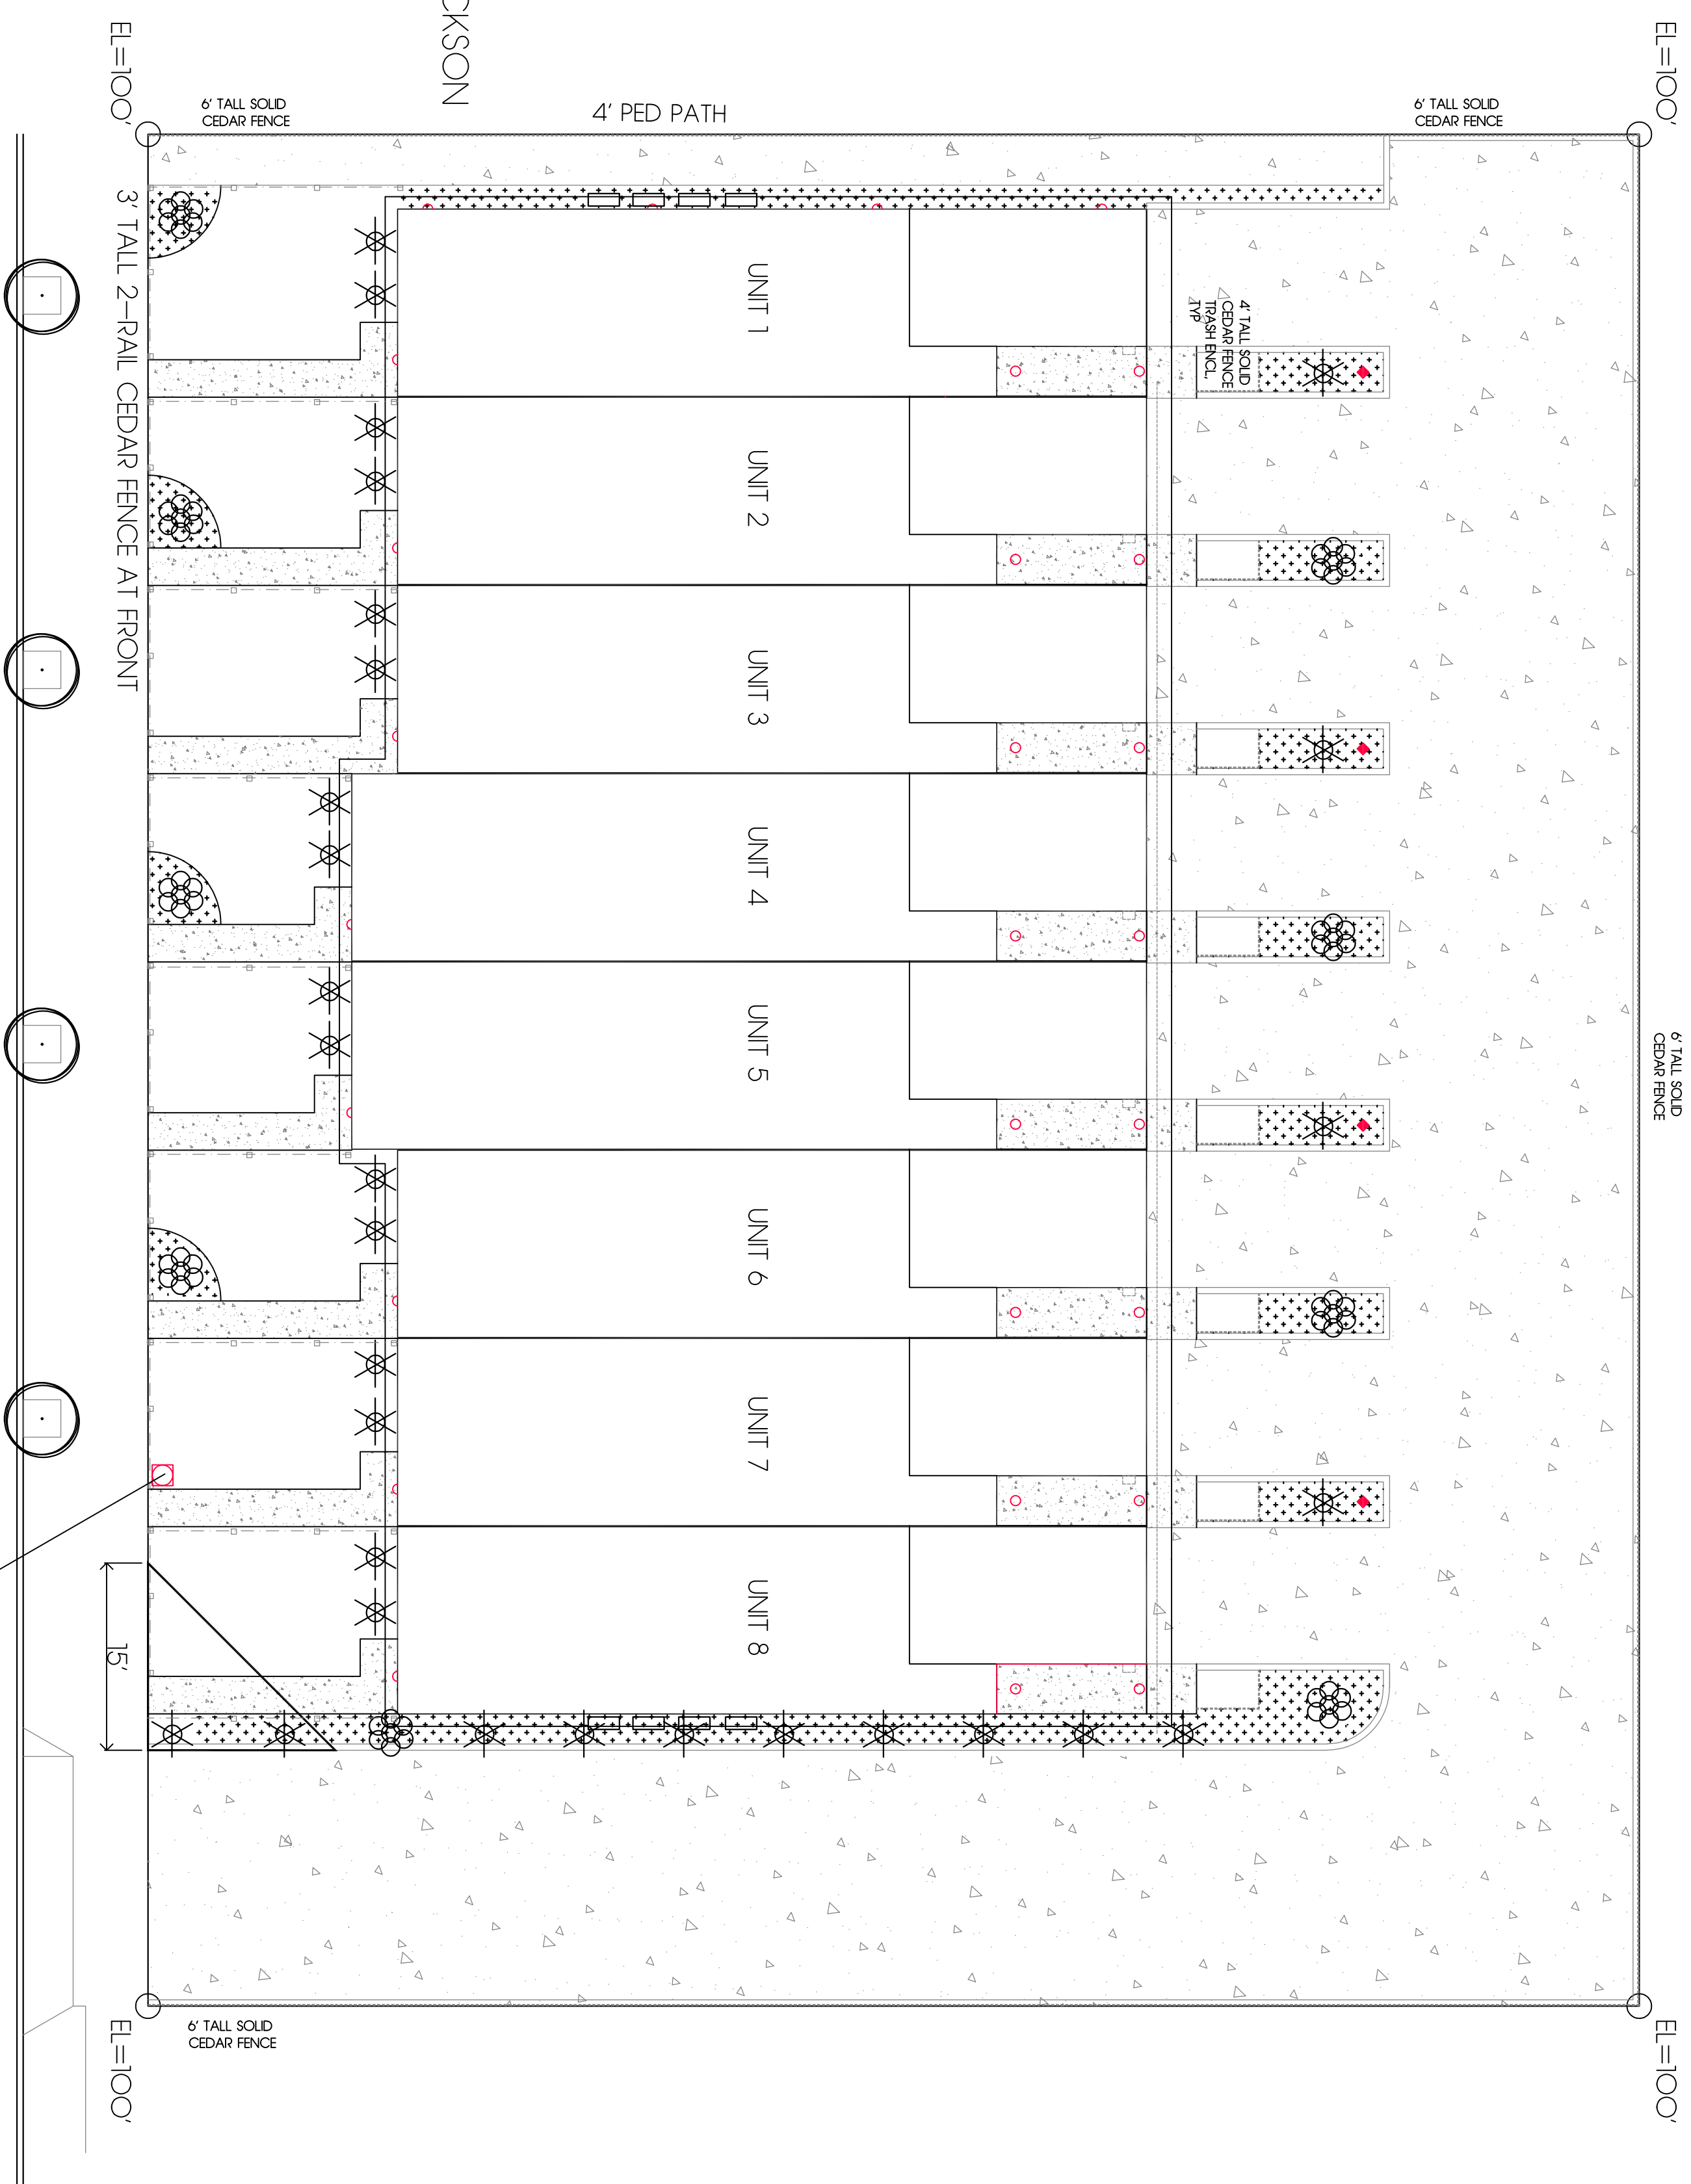 EL=100'
EL=100'
CKSON
6' TALL SOLID
CEDAR FENCE
4' PED PATH
6' TALL SOLID
CEDAR FENCE
3' TALL 2-RAIL CEDAR FENCE AT FRONT
UNIT 1
4' TALL SOLID
CEDAR FENCE
TRASH ENCL.
TYP
UNIT 2
UNIT 3
UNIT 4
UNIT 5
6' TALL SOLID
CEDAR FENCE
UNIT 6
UNIT 7
UNIT 8
15'
6' TALL SOLID
CEDAR FENCE
EL=100'
EL=100'